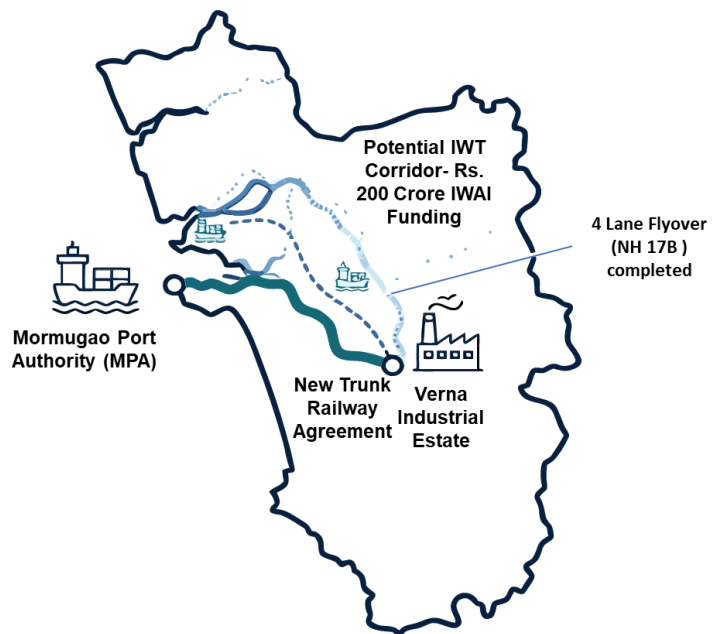 Potential IWT
Corridor- Rs.
200 Crore IWAI
Funding
4 Lane Flyover
(NH 17B )
completed
Mormugao Port
Authority (MPA)
New Trunk
Railway
Agreement
Verna
Industrial
Estate